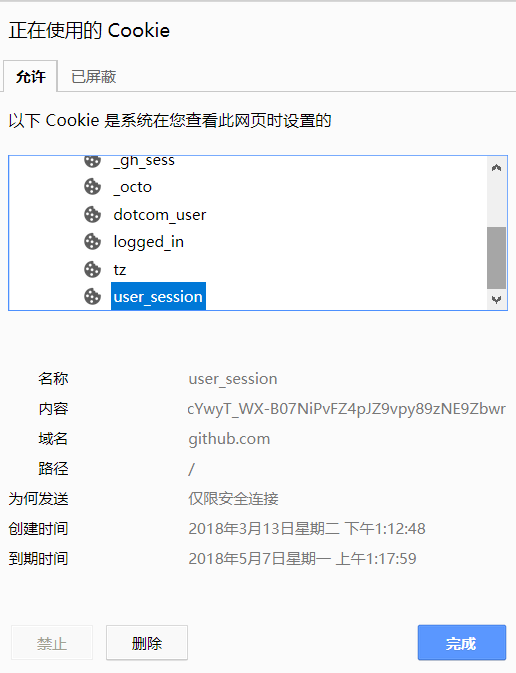 正在使用的 Cookie
允许 已屏蔽
以下 Cookie 是系统在您查看此网页时设置的
_gh_sess
_octo
dotcom_user
logged_in
tz
user_session
名称 user_session
内容 cYwyT_WX-B07NiPvFZ4pJZ9vpy89zNE9Zbwr
域名 github.com
路径 /
为何发送 仅限安全连接
创建时间 2018年3月13日星期二 下午1:12:48
到期时间 2018年5月7日星期一 上午1:17:59
禁止 删除 完成